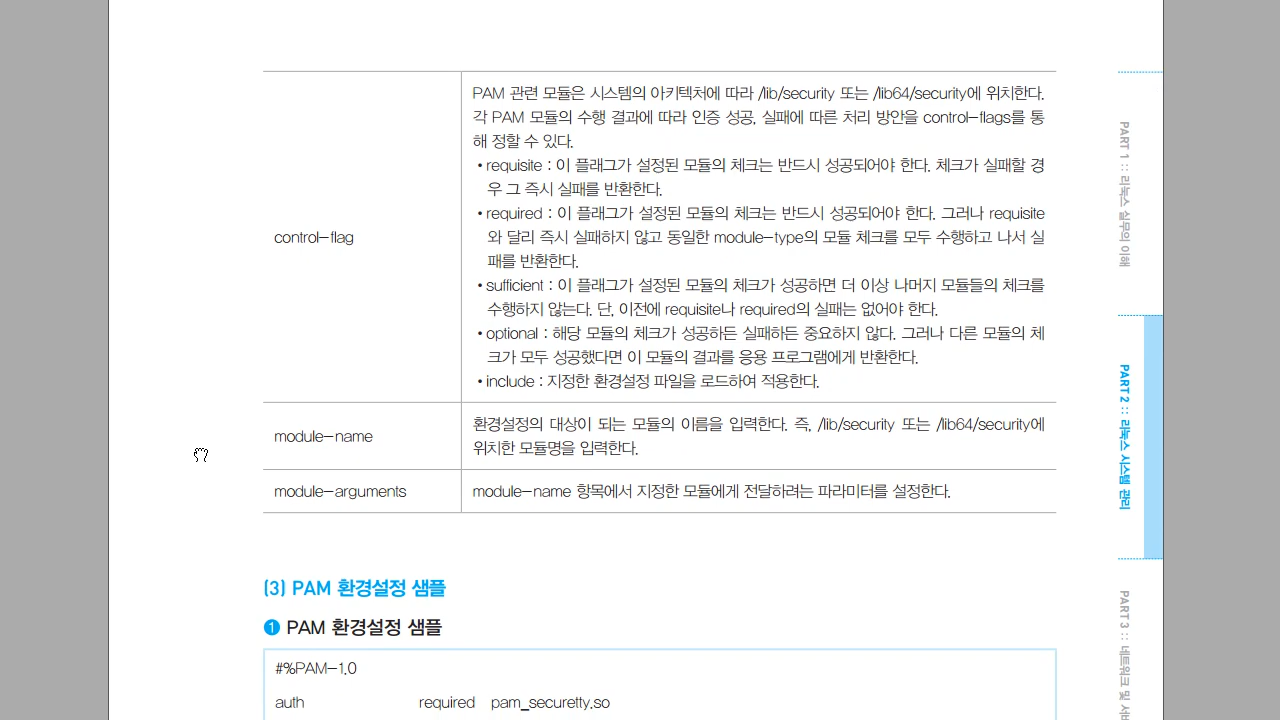 control-flag
PAM 관련 모듈은 시스템의 아키텍처에 따라 /lib/security 또는 /lib64/security에 위치한다.
각 PAM 모듈의 수행 결과에 따라 인증 성공, 실패에 따른 처리 방안을 control-flags를 통
해 정할 수 있다.
• requisite : 이 플래그가 설정된 모듈의 체크는 반드시 성공되어야 한다. 체크가 실패할 경
우 그 즉시 실패를 반환한다.
• required : 이 플래그가 설정된 모듈의 체크는 반드시 성공되어야 한다. 그러나 requisite
와 달리 즉시 실패하지 않고 동일한 module-type의 모듈 체크를 모두 수행하고 나서 실
패를 반환한다.
• sufficient : 이 플래그가 설정된 모듈의 체크가 성공하면 더 이상 나머지 모듈들의 체크를
수행하지 않는다. 단, 이전에 requisite나 required의 실패는 없어야 한다.
• optional : 해당 모듈의 체크가 성공하든 실패하든 중요하지 않다. 그러나 다른 모듈의 체
크가 모두 성공했다면 이 모듈의 결과를 응용 프로그램에게 반환한다.
• include : 지정한 환경설정 파일을 로드하여 적용한다.
module-name
환경설정의 대상이 되는 모듈의 이름을 입력한다. 즉, /lib/security 또는 /lib64/security에
위치한 모듈명을 입력한다.
module-arguments
module-name 항목에서 지정한 모듈에게 전달하려는 파라미터를 설정한다.
(3) PAM 환경설정 샘플
❶ PAM 환경설정 샘플
#%PAM-1.0
auth required pam_securetty.so
PART 1 :: 리눅스 실무의 이해
PART 2 :: 리눅스 시스템 관리
PART 3 :: 네트워크 및 서비